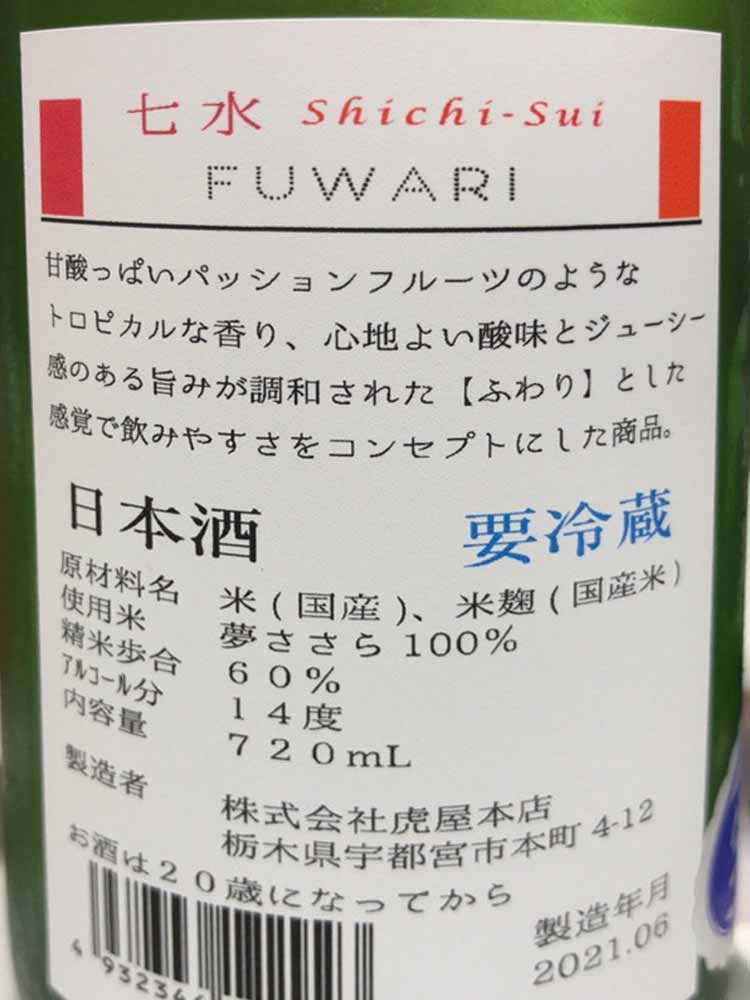 七水 Shichi-Sui
FUWARI
甘酸っぱいパッションフルーツのような
トロピカルな香り、心地よい酸味とジューシー
感のある旨みが調和された【ふわり】とした
感覚で飲みやすさをコンセプトにした商品。
日本酒 要冷蔵
原材料名 米(国産)、米麹(国産米)
使用米 夢ささら100%
精米歩合 60%
アルコール分 14度
内容量 720mL
製造者 株式会社虎屋本店
栃木県宇都宮市本町4-12
お酒は20歳になってから
製造年月
2021.06
4 932344